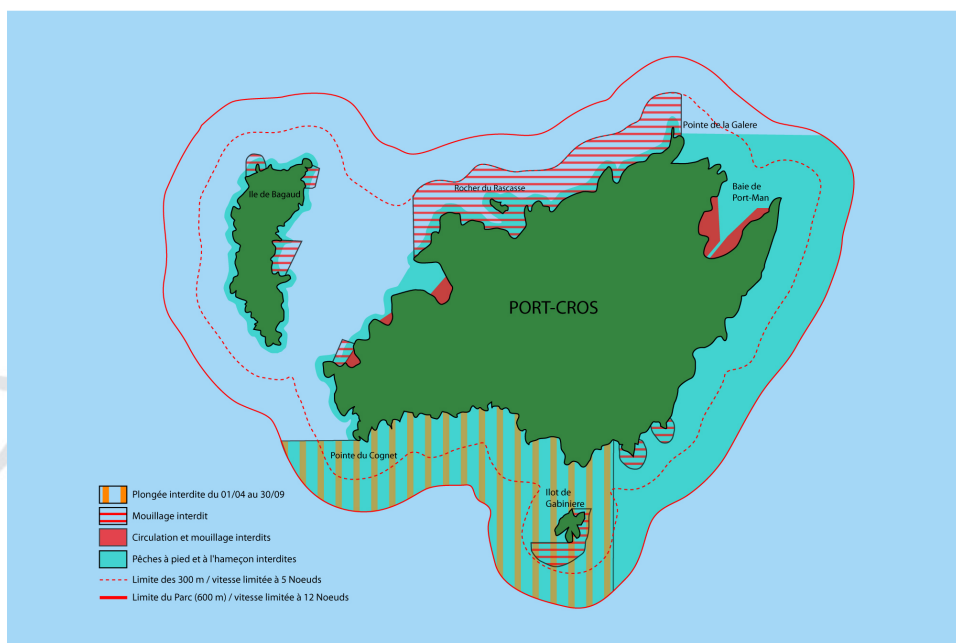 Pointe de la Galere
Ile de Bagaud
Rocher du Rascasse
Baie de
Port-Man
PORT-CROS
Pointe du Cognet
Ilot de
Gabiniere
Plongée interdite du 01/04 au 30/09
Mouillage interdit
Circulation et mouillage interdits
Pêches à pied et à l'hameçon interdites
Limite des 300 m / vitesse limitée à 5 Noeuds
Limite du Parc (600 m) / vitesse limitée à 12 Noeuds